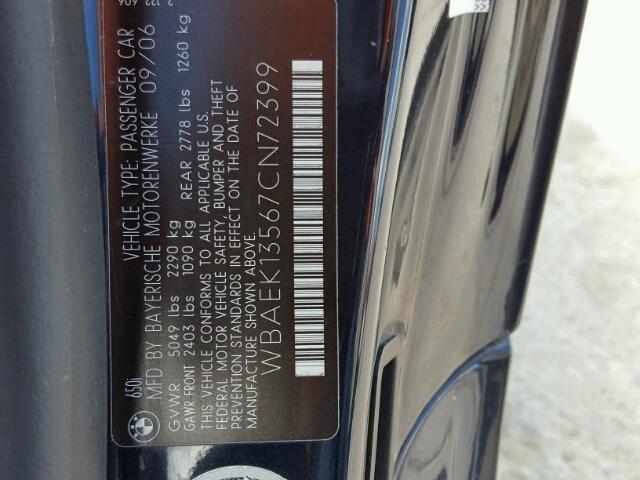 650i
VEHICLE TYPE: PASSENGER CAR
MFD BY BAYERISCHE MOTORENWERKE 09/06
GVWR 5049 lbs 2290 kg
GAWR-FRONT 2403 lbs 1090 kg REAR 2778 lbs 1260 kg
THIS VEHICLE CONFORMS TO ALL APPLICABLE U.S.
FEDERAL MOTOR VEHICLE SAFETY, BUMPER AND THEFT
PREVENTION STANDARDS IN EFFECT ON THE DATE OF
MANUFACTURE SHOWN ABOVE.
WBAEK13567CN72399